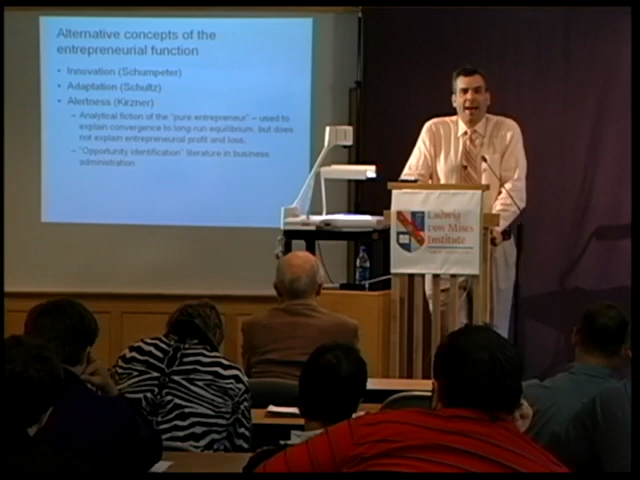 Alternative concepts of the
entrepreneurial function
• Innovation (Schumpeter)
• Adaptation (Schultz)
• Alertness (Kirzner)
– Analytical fiction of the "pure entrepreneur" – used to
explain convergence to long-run equilibrium, but does
not explain entrepreneurial profit and loss.
– "Opportunity identification" literature in business
administration
Ludwig
von Mises
Institute